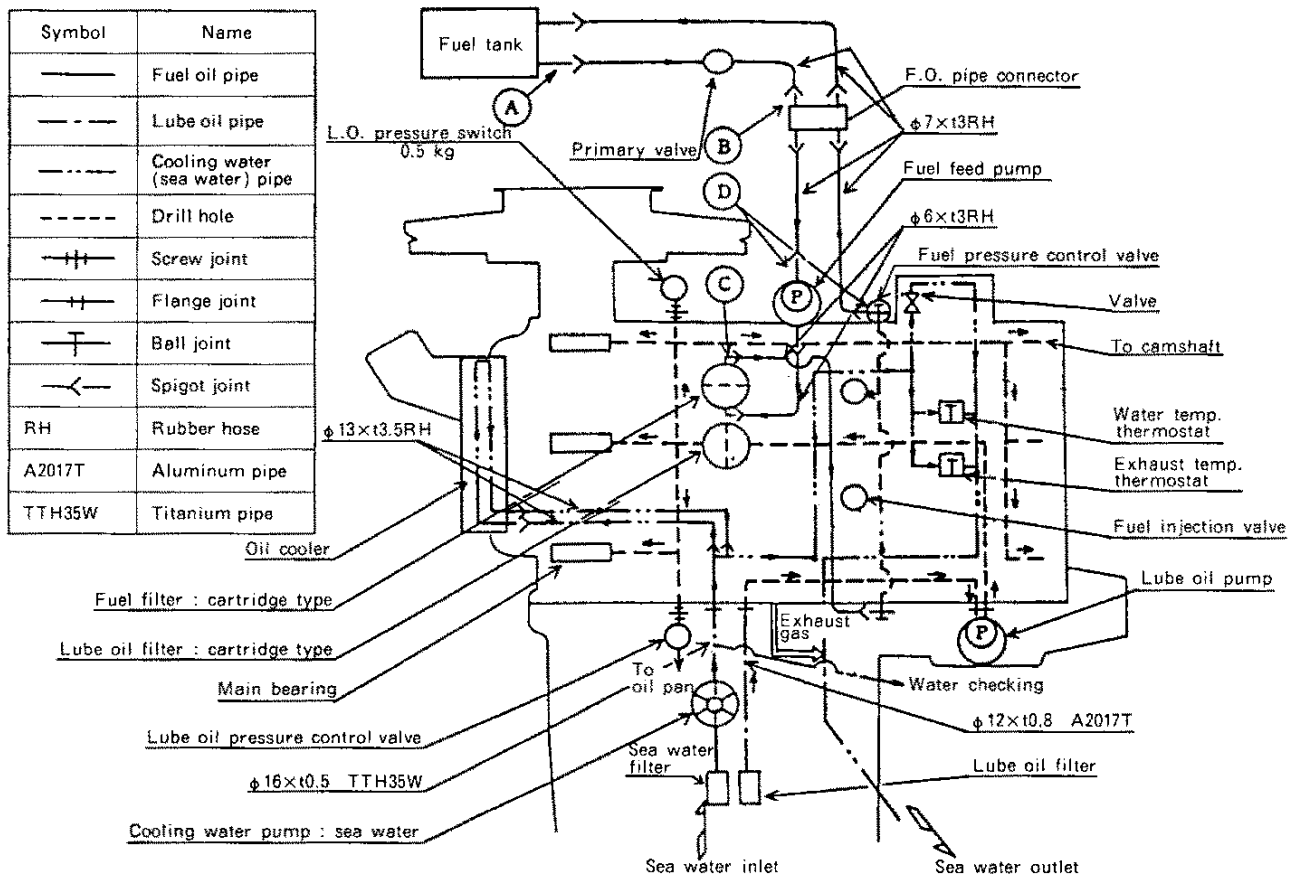 Symbol Name
Fuel oil pipe
Lube oil pipe
Cooling water
(sea water) pipe
Drill hole
Screw joint
Flange joint
Ball joint
Spigot joint
RH Rubber hose
A2017T Aluminum pipe
TTH35W Titanium pipe
Fuel tank
A
B
C
D
P
F.O. pipe connector
L.O. pressure switch
0.5 kg
Primary valve
φ7×t3RH
Fuel feed pump
φ6×t3RH
Fuel pressure control valve
Valve
To camshaft
Water temp.
thermostat
T
Exhaust temp.
thermostat
T
φ13×t3.5RH
Fuel injection valve
Oil cooler
Lube oil pump
P
Fuel filter : cartridge type
Exhaust
gas
Lube oil filter : cartridge type
To
oil pan
Main bearing
Water checking
φ12×t0.8 A2017T
Lube oil pressure control valve
Sea water
filter
Lube oil filter
φ16×t0.5 TTH35W
Cooling water pump : sea water
Sea water inlet
Sea water outlet